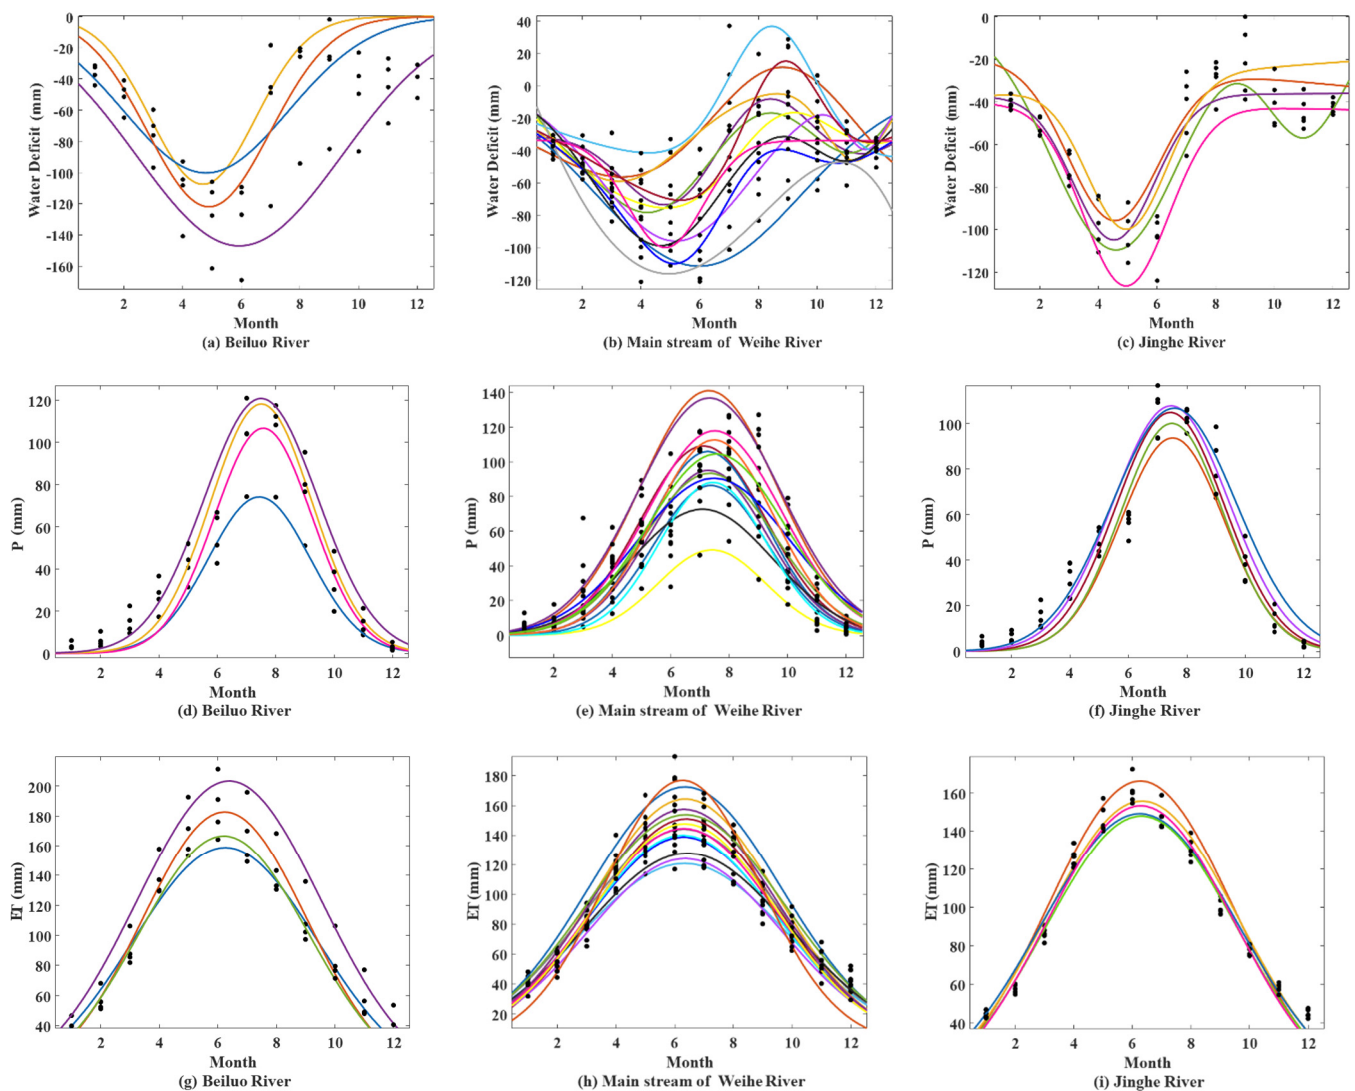 0
-20
-40
-60
-80
-100
-120
-140
-160
Water Deficit (mm)
2 4 6 8 10 12
Month
(a) Beiluo River
40
20
0
-20
-40
-60
-80
-100
-120
Water Deficit (mm)
2 4 6 8 10 12
Month
(b) Main stream of Weihe River
0
-20
-40
-60
-80
-100
-120
Water Deficit (mm)
2 4 6 8 10 12
Month
(c) Jinghe River
120
100
80
60
40
20
0
P (mm)
2 4 6 8 10 12
Month
(d) Beiluo River
140
120
100
80
60
40
20
0
P (mm)
2 4 6 8 10 12
Month
(e) Main stream of Weihe River
100
80
60
40
20
0
P (mm)
2 4 6 8 10 12
Month
(f) Jinghe River
200
180
160
140
120
100
80
60
40
ET (mm)
2 4 6 8 10 12
Month
(g) Beiluo River
180
160
140
120
100
80
60
40
20
ET (mm)
2 4 6 8 10 12
Month
(h) Main stream of Weihe River
160
140
120
100
80
60
40
ET (mm)
2 4 6 8 10 12
Month
(i) Jinghe River